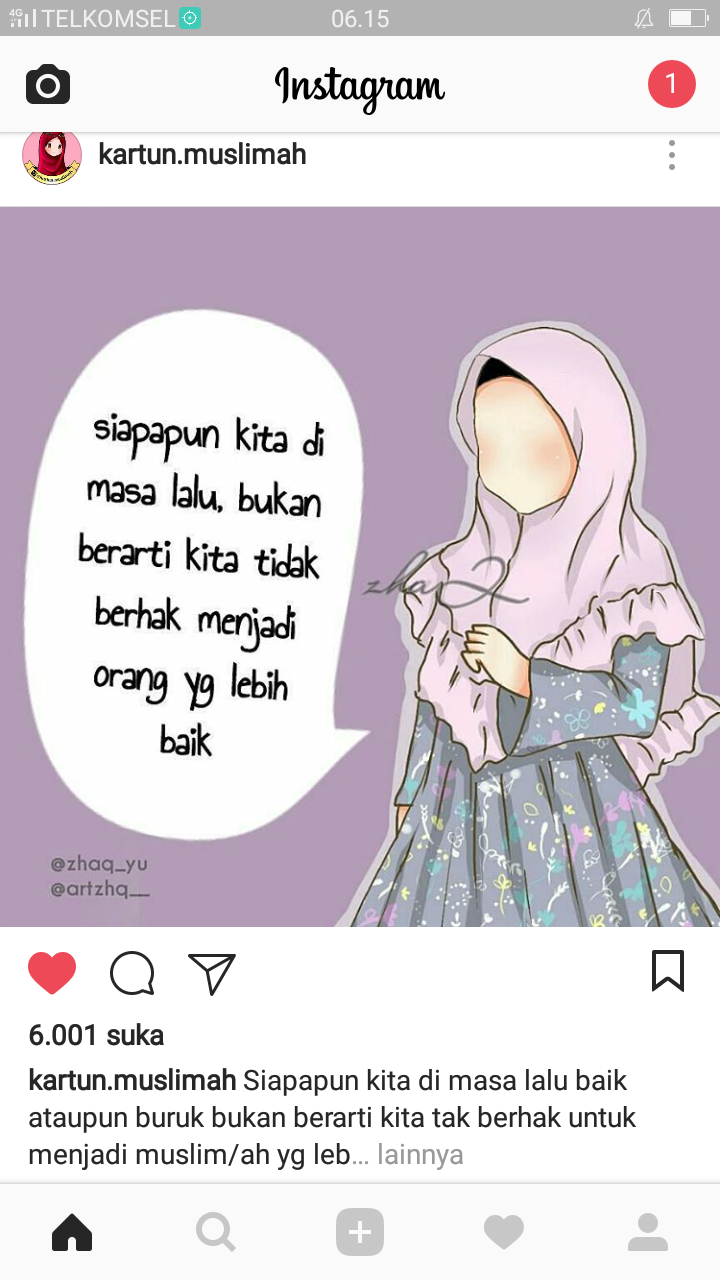 4G TELKOMSEL 06.15
Instagram 1
kartun.muslimah
siapapun kita di
masa lalu, bukan
berarti kita tidak
berhak menjadi
orang yg lebih
baik
@zhaq_yu
@artzhq__
6.001 suka
kartun.muslimah Siapapun kita di masa lalu baik
ataupun buruk bukan berarti kita tak berhak untuk
menjadi muslim/ah yg leb... lainnya